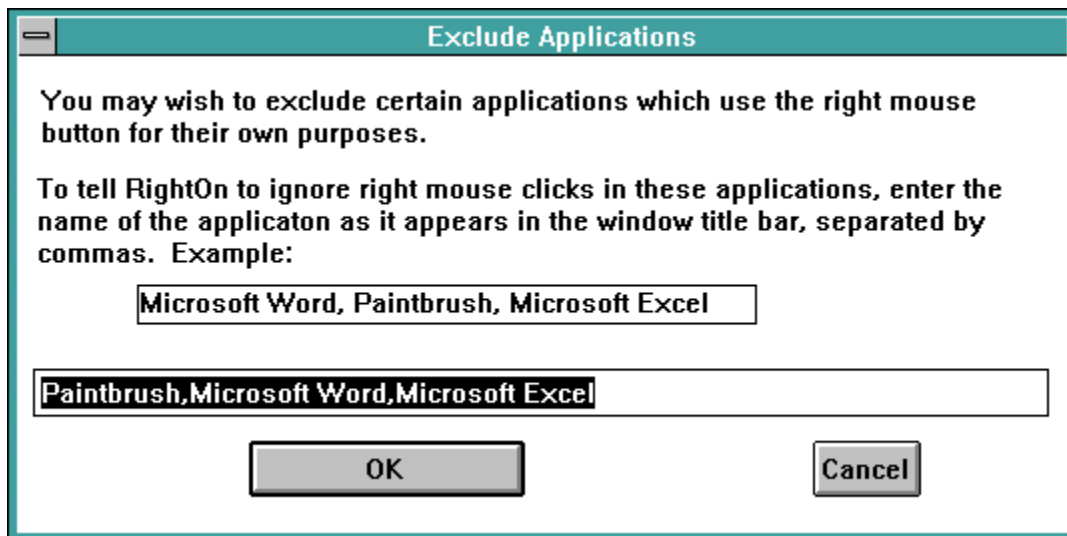 Exclude Applications
You may wish to exclude certain applications which use the right mouse
button for their own purposes.
To tell RightOn to ignore right mouse clicks in these applications, enter the
name of the applicaton as it appears in the window title bar, separated by
commas.  Example:
Microsoft Word, Paintbrush, Microsoft Excel
Paintbrush,Microsoft Word,Microsoft Excel
OK Cancel